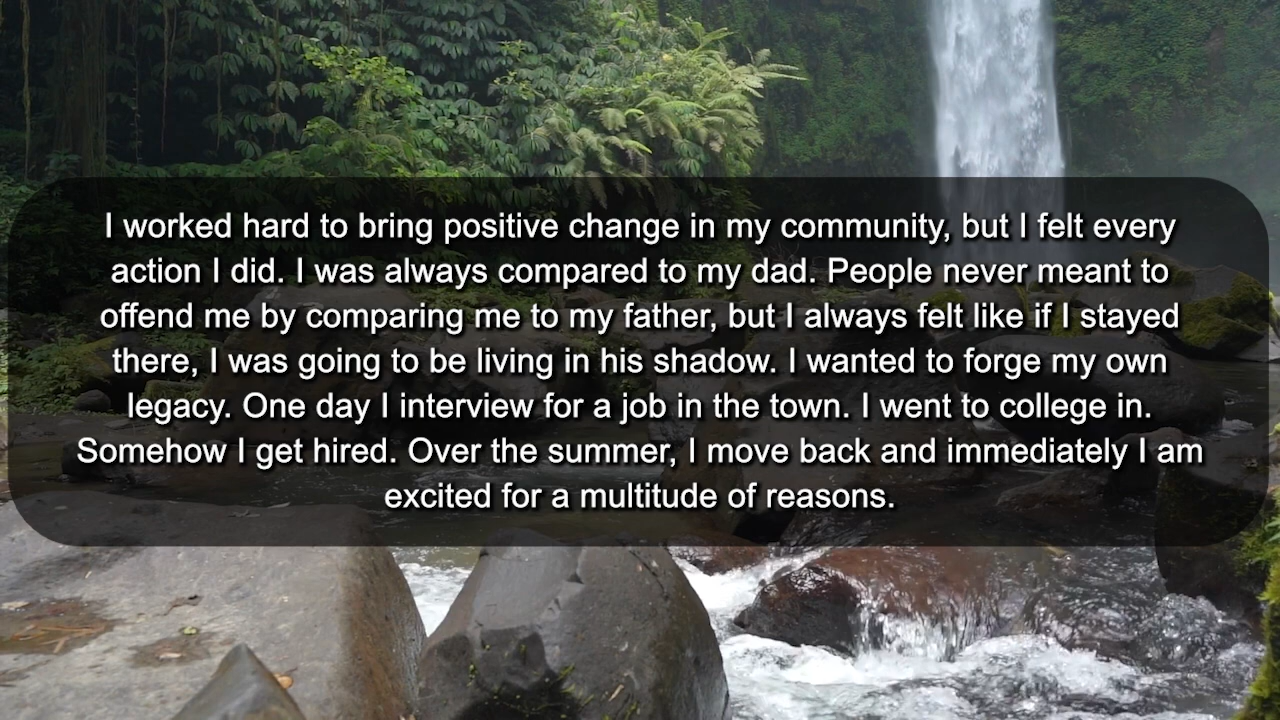 I worked hard to bring positive change in my community, but I felt every
action I did. I was always compared to my dad. People never meant to
offend me by comparing me to my father, but I always felt like if I stayed
there, I was going to be living in his shadow. I wanted to forge my own
legacy. One day I interview for a job in the town. I went to college in.
Somehow I get hired. Over the summer, I move back and immediately I am
excited for a multitude of reasons.